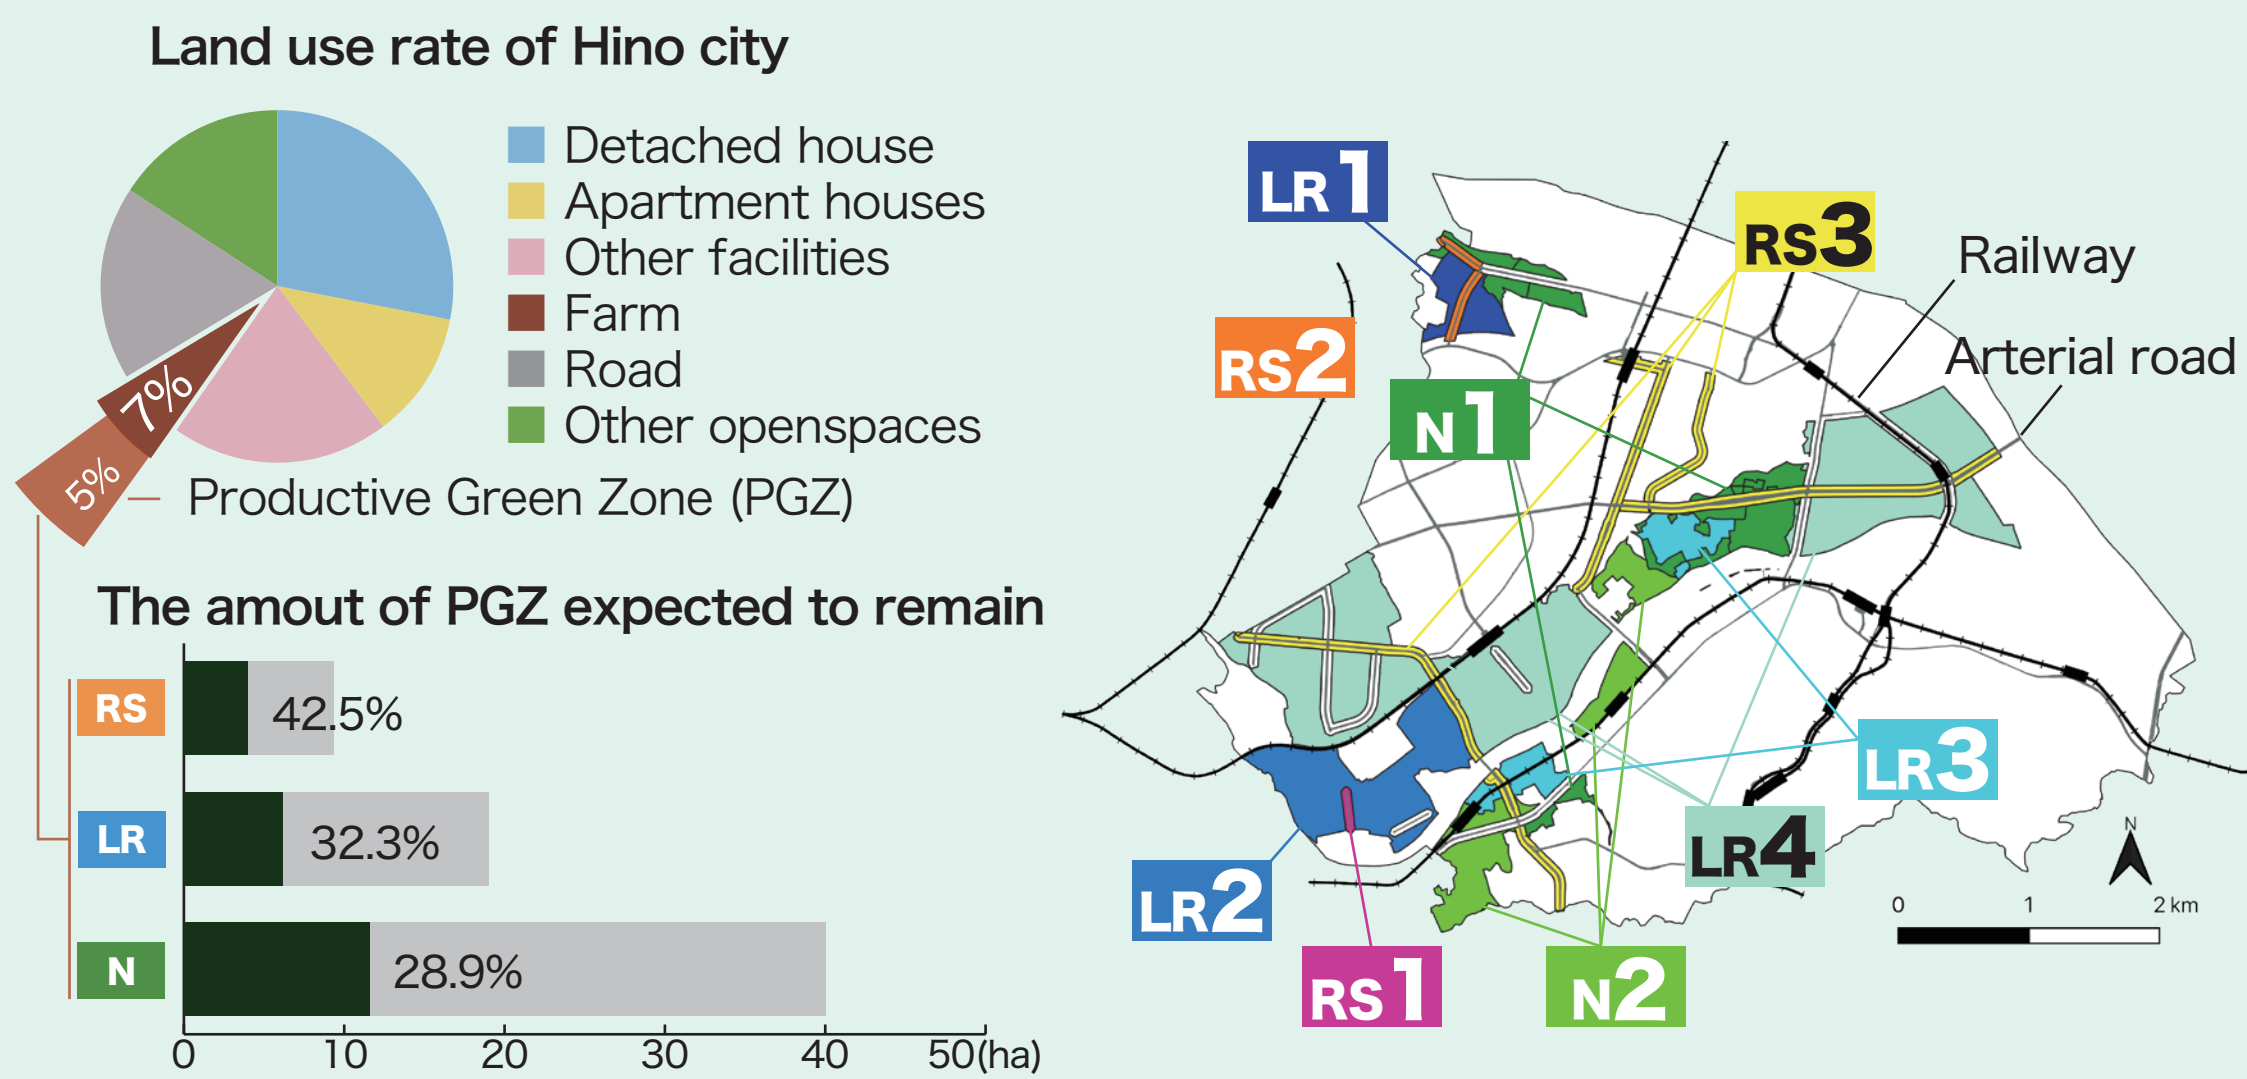 Land use rate of Hino city
Detached house
Apartment houses
Other facilities
Farm
Road
Other openspaces
7%
5%
Productive Green Zone (PGZ)
The amout of PGZ expected to remain
RS
42.5%
LR
32.3%
N
28.9%
0 10 20 30 40 50(ha)
LR1
RS3
Railway
RS2
Arterial road
N1
LR3
LR4
LR2
RS1
N2
N
0 1 2 km